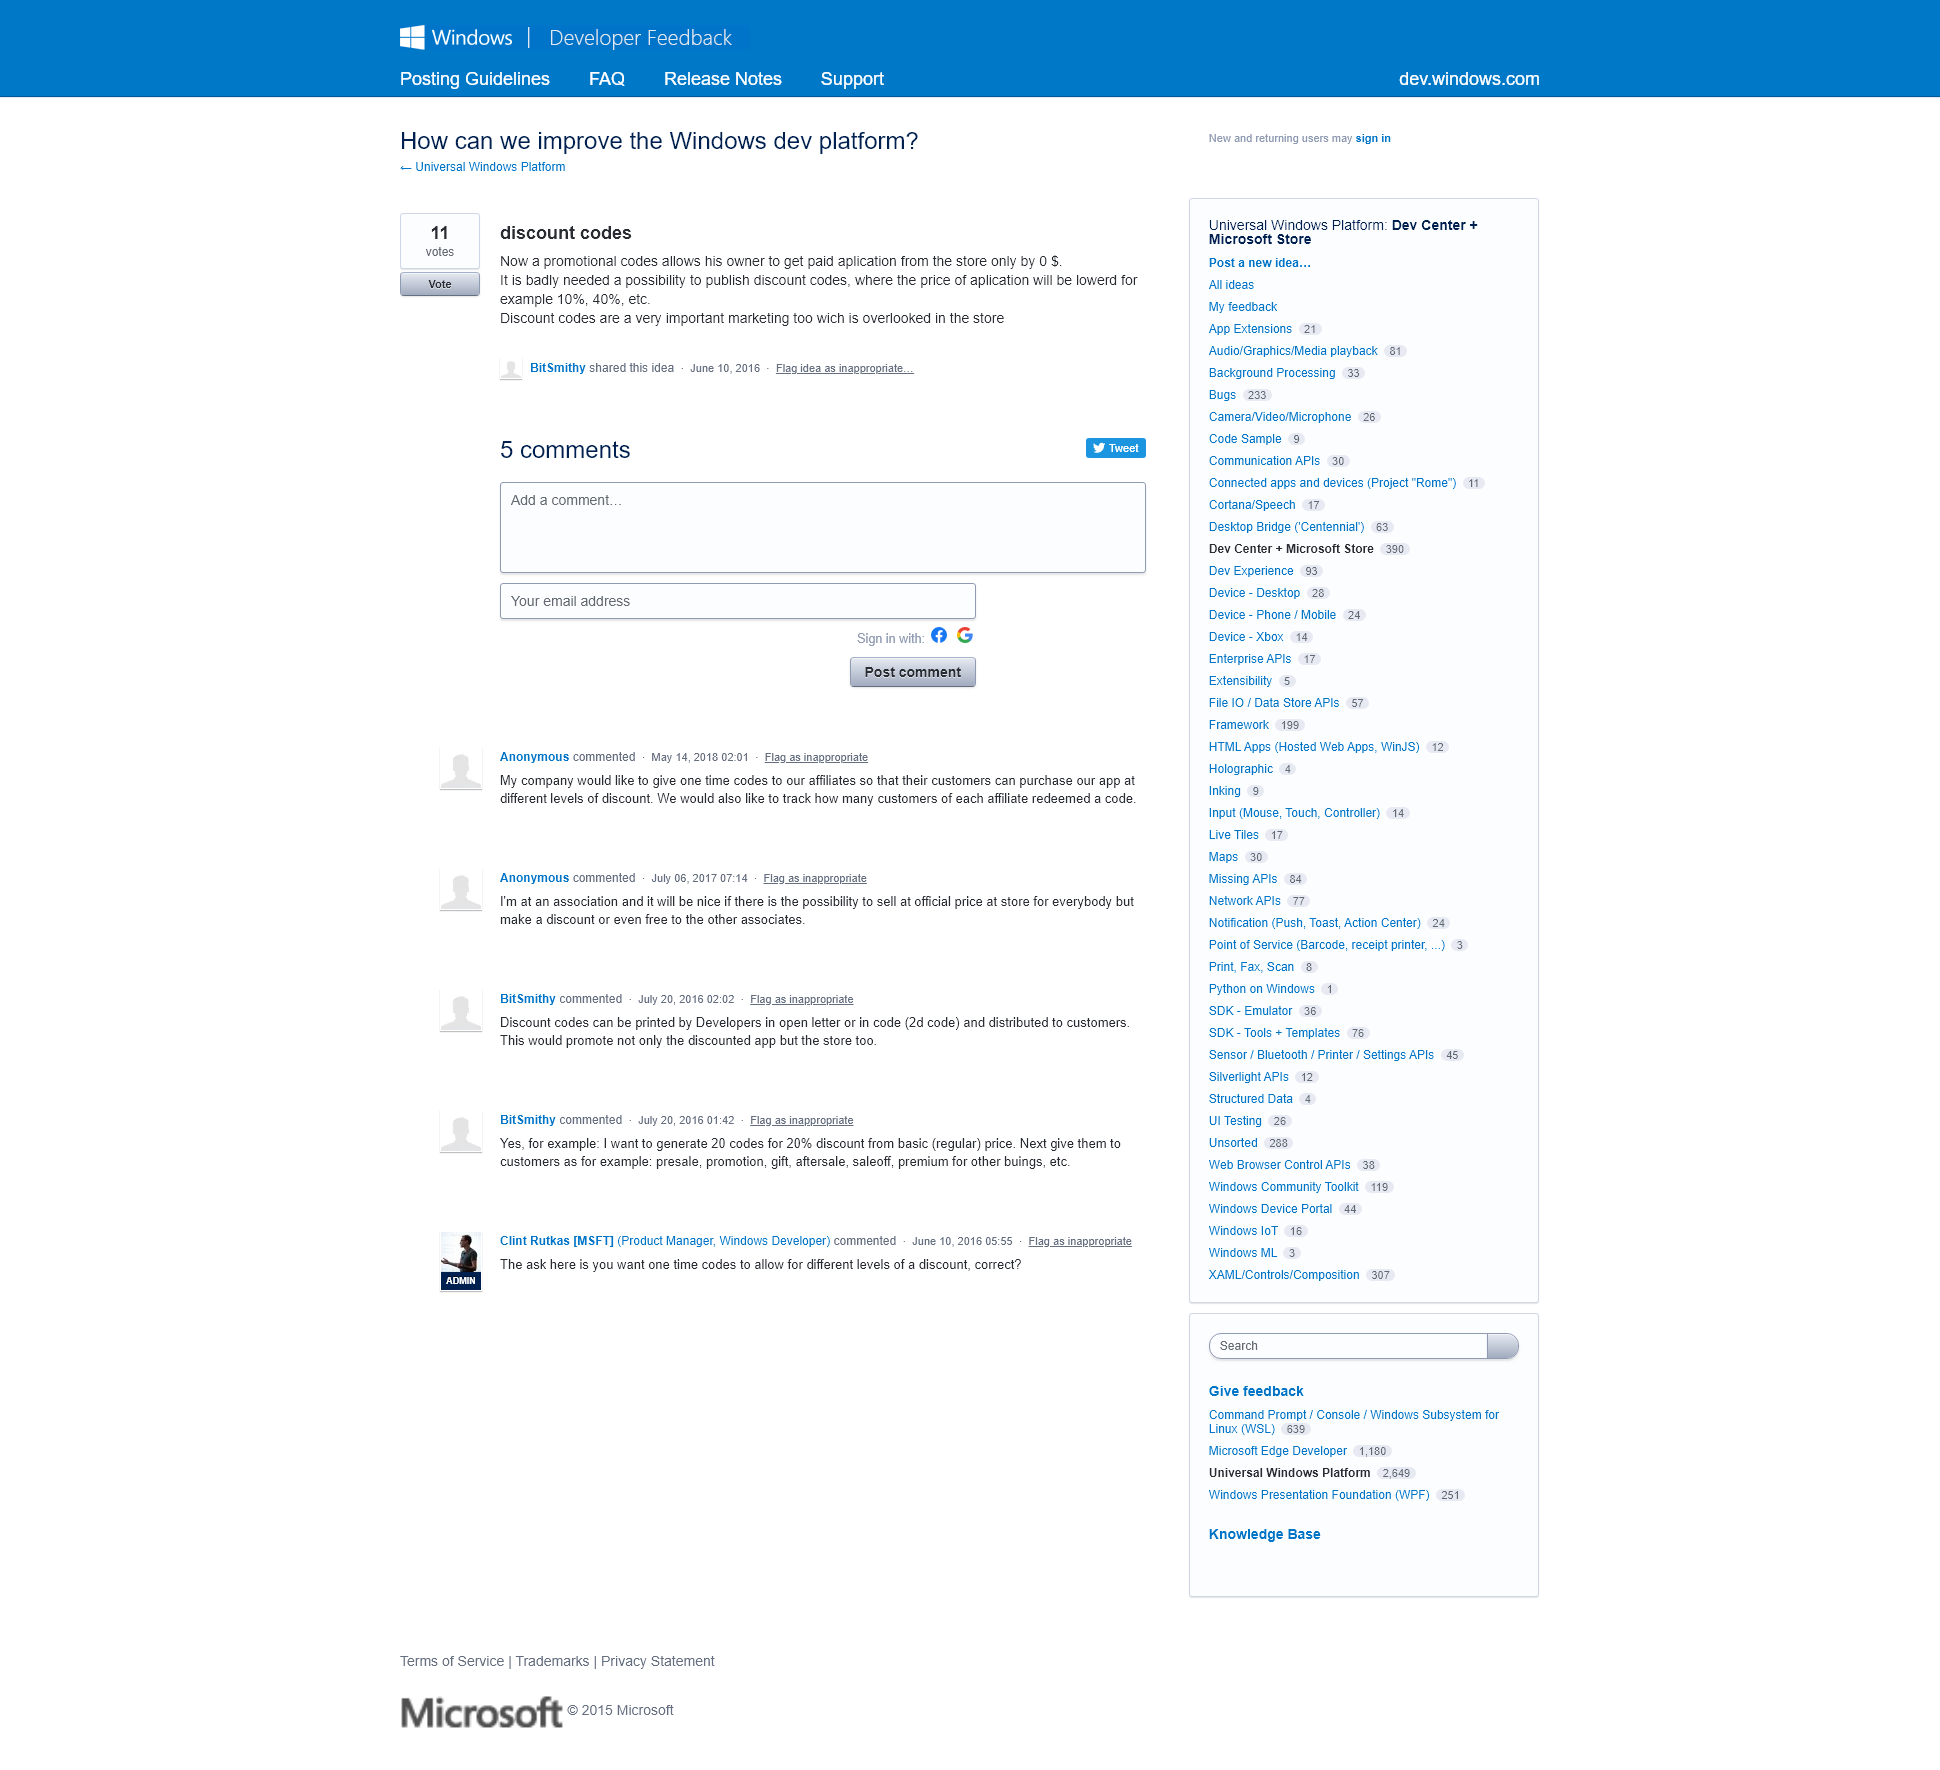 Windows | Developer Feedback
Posting Guidelines FAQ Release Notes Support dev.windows.com
How can we improve the Windows dev platform?
← Universal Windows Platform
New and returning users may sign in
11
votes
Vote
discount codes
Now a promotional codes allows his owner to get paid aplication from the store only by 0 $.
It is badly needed a possibility to publish discount codes, where the price of aplication will be lowerd for
example 10%, 40%, etc.
Discount codes are a very important marketing too wich is overlooked in the store
BitSmithy shared this idea · June 10, 2016 · Flag idea as inappropriate…
5 comments
Tweet
Add a comment…
Your email address
Sign in with:
Post comment
Anonymous commented · May 14, 2018 02:01 · Flag as inappropriate
My company would like to give one time codes to our affiliates so that their customers can purchase our app at
different levels of discount. We would also like to track how many customers of each affiliate redeemed a code.
Anonymous commented · July 06, 2017 07:14 · Flag as inappropriate
I'm at an association and it will be nice if there is the possibility to sell at official price at store for everybody but
make a discount or even free to the other associates.
BitSmithy commented · July 20, 2016 02:02 · Flag as inappropriate
Discount codes can be printed by Developers in open letter or in code (2d code) and distributed to customers.
This would promote not only the discounted app but the store too.
BitSmithy commented · July 20, 2016 01:42 · Flag as inappropriate
Yes, for example: I want to generate 20 codes for 20% discount from basic (regular) price. Next give them to
customers as for example: presale, promotion, gift, aftersale, saleoff, premium for other buings, etc.
Clint Rutkas [MSFT] (Product Manager, Windows Developer) commented · June 10, 2016 05:55 · Flag as inappropriate
The ask here is you want one time codes to allow for different levels of a discount, correct?
ADMIN
Universal Windows Platform: Dev Center +
Microsoft Store
Post a new idea…
All ideas
My feedback
App Extensions 21
Audio/Graphics/Media playback 81
Background Processing 33
Bugs 233
Camera/Video/Microphone 26
Code Sample 9
Communication APIs 30
Connected apps and devices (Project "Rome") 11
Cortana/Speech 17
Desktop Bridge ('Centennial') 63
Dev Center + Microsoft Store 390
Dev Experience 93
Device - Desktop 28
Device - Phone / Mobile 24
Device - Xbox 14
Enterprise APIs 17
Extensibility 5
File IO / Data Store APIs 57
Framework 199
HTML Apps (Hosted Web Apps, WinJS) 12
Holographic 4
Inking 9
Input (Mouse, Touch, Controller) 14
Live Tiles 17
Maps 30
Missing APIs 84
Network APIs 77
Notification (Push, Toast, Action Center) 24
Point of Service (Barcode, receipt printer, ...) 3
Print, Fax, Scan 8
Python on Windows 1
SDK - Emulator 36
SDK - Tools + Templates 76
Sensor / Bluetooth / Printer / Settings APIs 45
Silverlight APIs 12
Structured Data 4
UI Testing 26
Unsorted 288
Web Browser Control APIs 38
Windows Community Toolkit 119
Windows Device Portal 44
Windows IoT 16
Windows ML 3
XAML/Controls/Composition 307
Search
Give feedback
Command Prompt / Console / Windows Subsystem for
Linux (WSL) 639
Microsoft Edge Developer 1,180
Universal Windows Platform 2,649
Windows Presentation Foundation (WPF) 251
Knowledge Base
Terms of Service | Trademarks | Privacy Statement
Microsoft © 2015 Microsoft